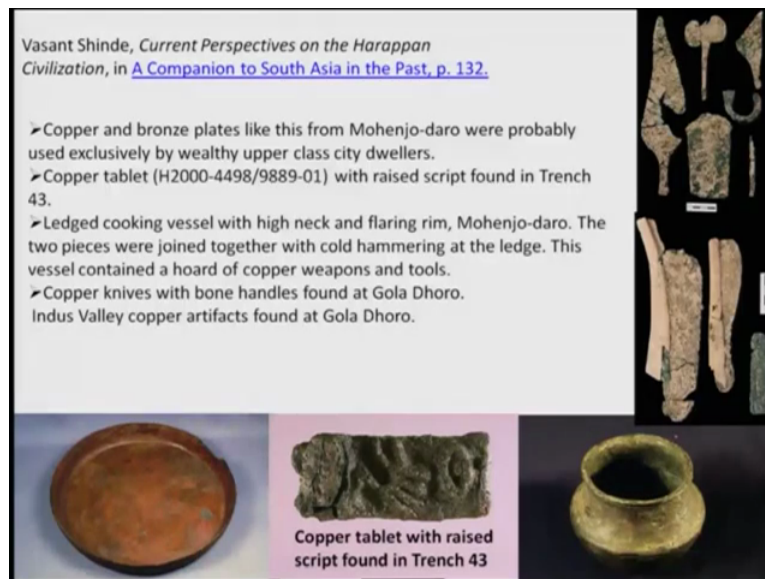 Vasant Shinde, Current Perspectives on the Harappan
Civilization, in A Companion to South Asia in the Past, p. 132.
➢Copper and bronze plates like this from Mohenjo-daro were probably
used exclusively by wealthy upper class city dwellers.
➢Copper tablet (H2000-4498/9889-01) with raised script found in Trench
43.
➢Ledged cooking vessel with high neck and flaring rim, Mohenjo-daro. The
two pieces were joined together with cold hammering at the ledge. This
vessel contained a hoard of copper weapons and tools.
➢Copper knives with bone handles found at Gola Dhoro.
Indus Valley copper artifacts found at Gola Dhoro.
Copper tablet with raised
script found in Trench 43